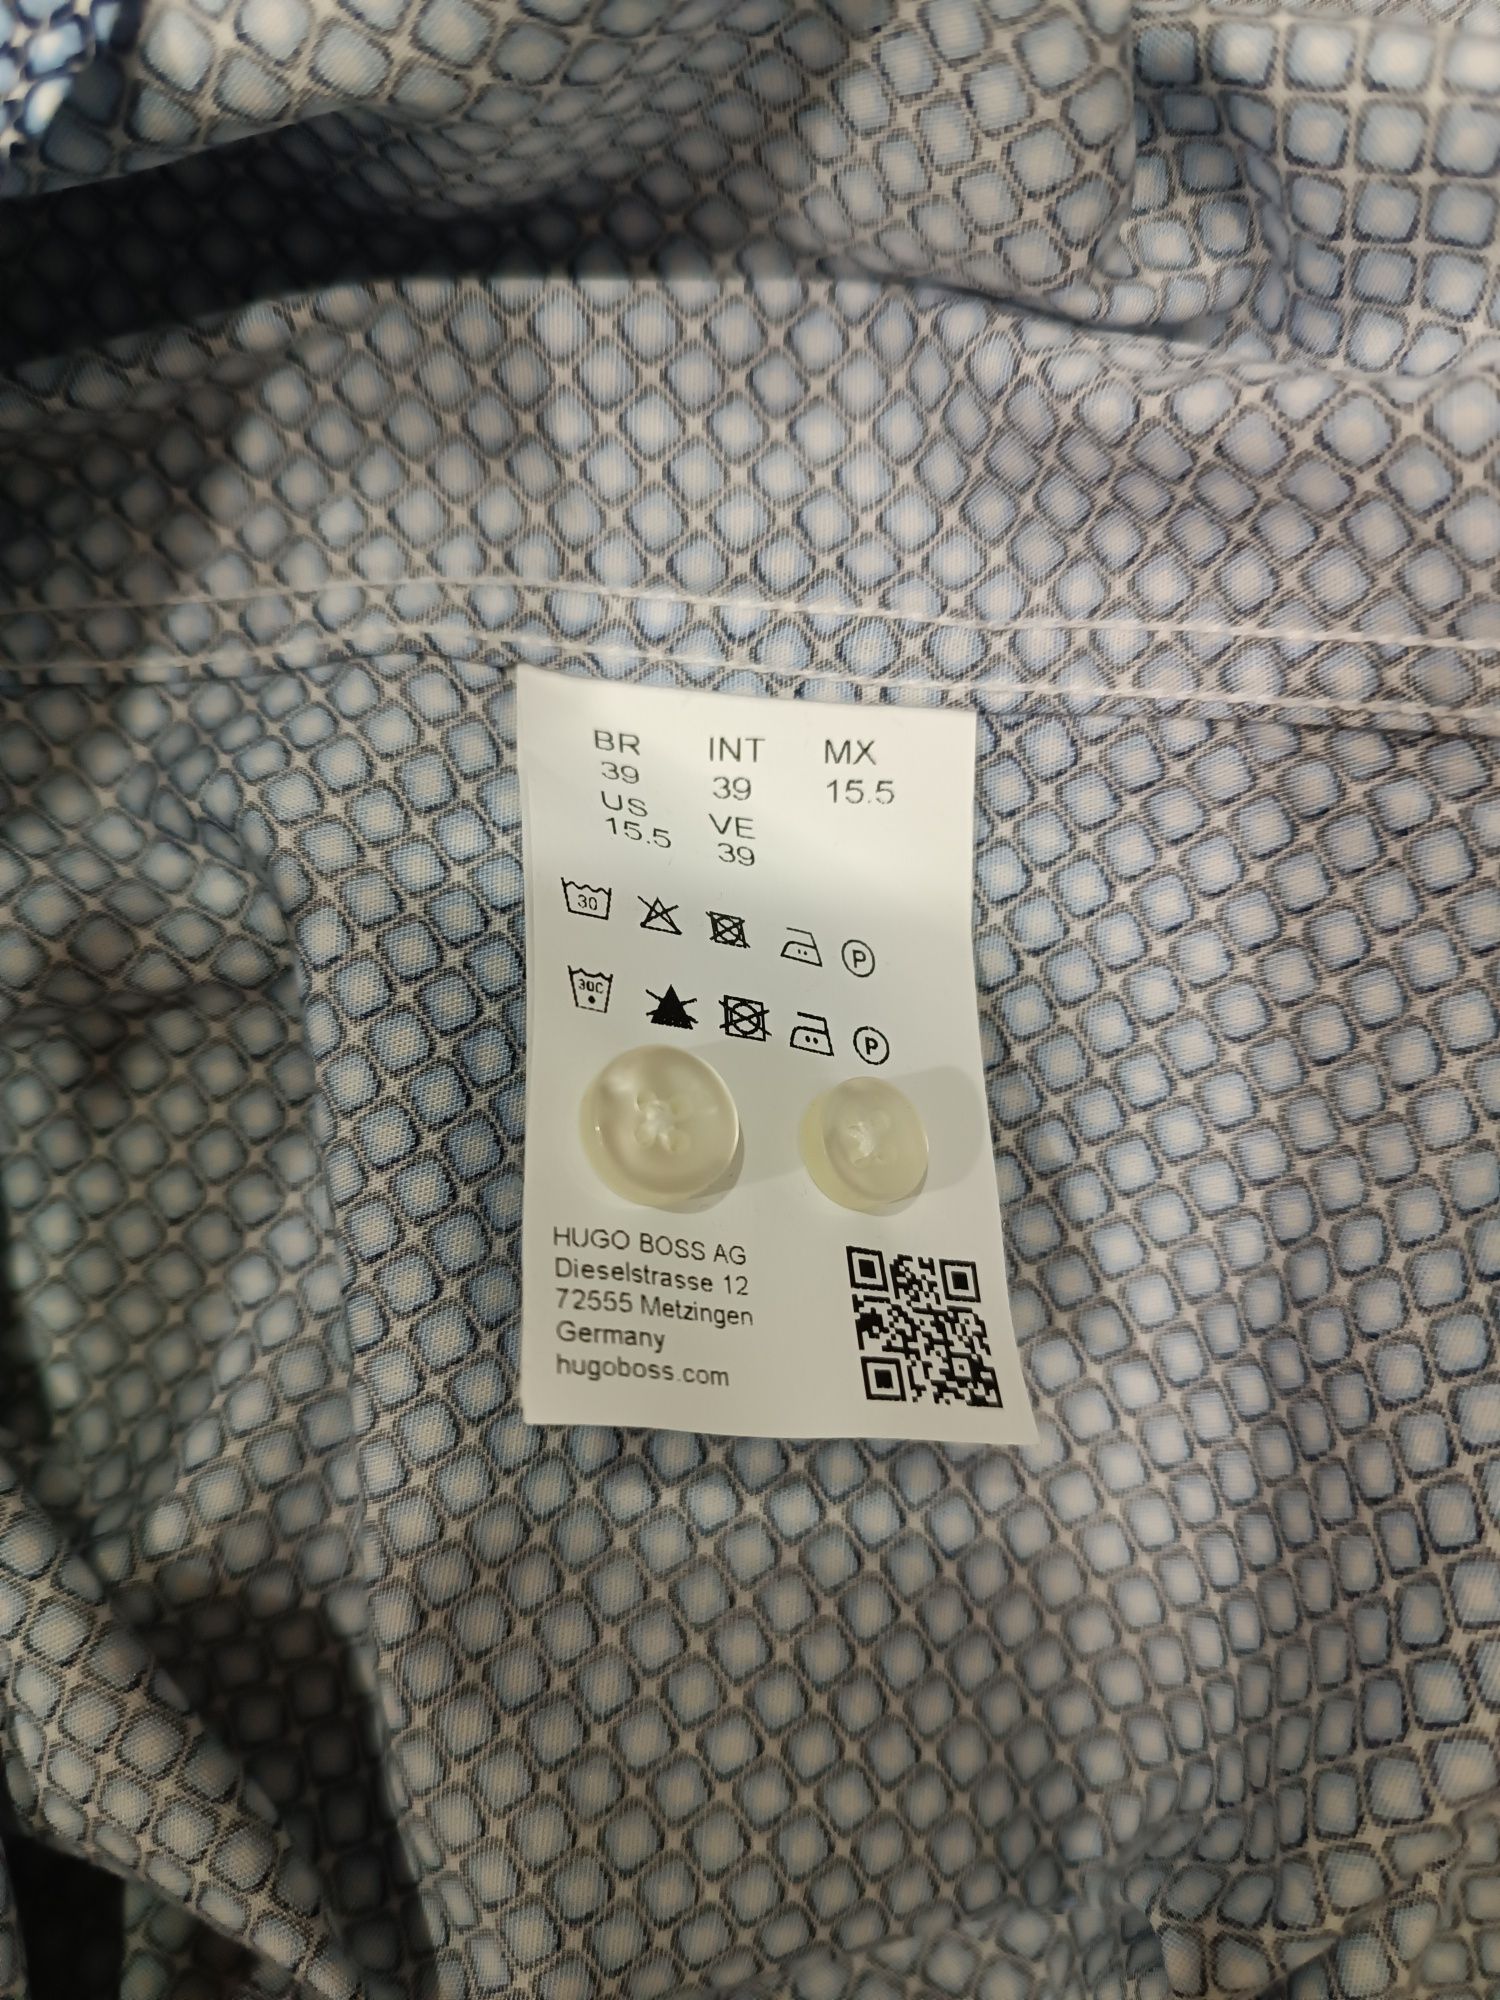 BR INT MX
39 39 15.5
US VE
15.5 39
30 P
30C P
HUGO BOSS AG
Dieselstrasse 12
72555 Metzingen
Germany
hugoboss.com